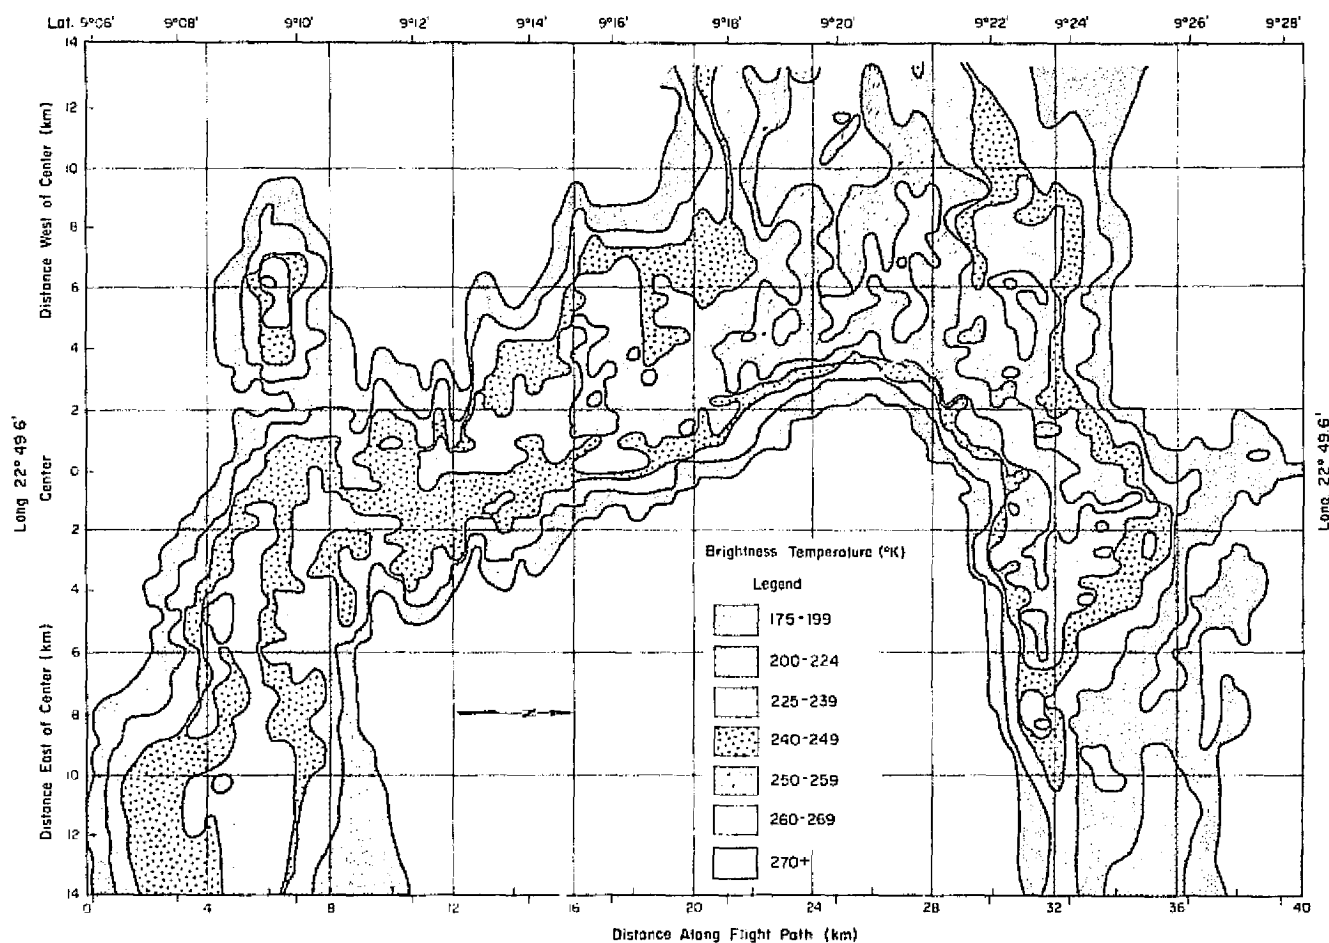 Lat. 9°06' 9°08' 9°10' 9°12' 9°14' 9°16' 9°18' 9°20' 9°22' 9°24' 9°26' 9°28'
14
12
10
8
6
4
2
0
2
4
6
8
10
12
14
Distance West of Center (km)
Center
Distance East of Center (km)
Long 22° 49 6'
Long 22° 49 6'
Brightness Temperature (°K)
Legend
175-199
200-224
225-239
240-249
250-259
260-269
270+
N
0 4 8 12 16 20 24 28 32 36 40
Distance Along Flight Path (km)